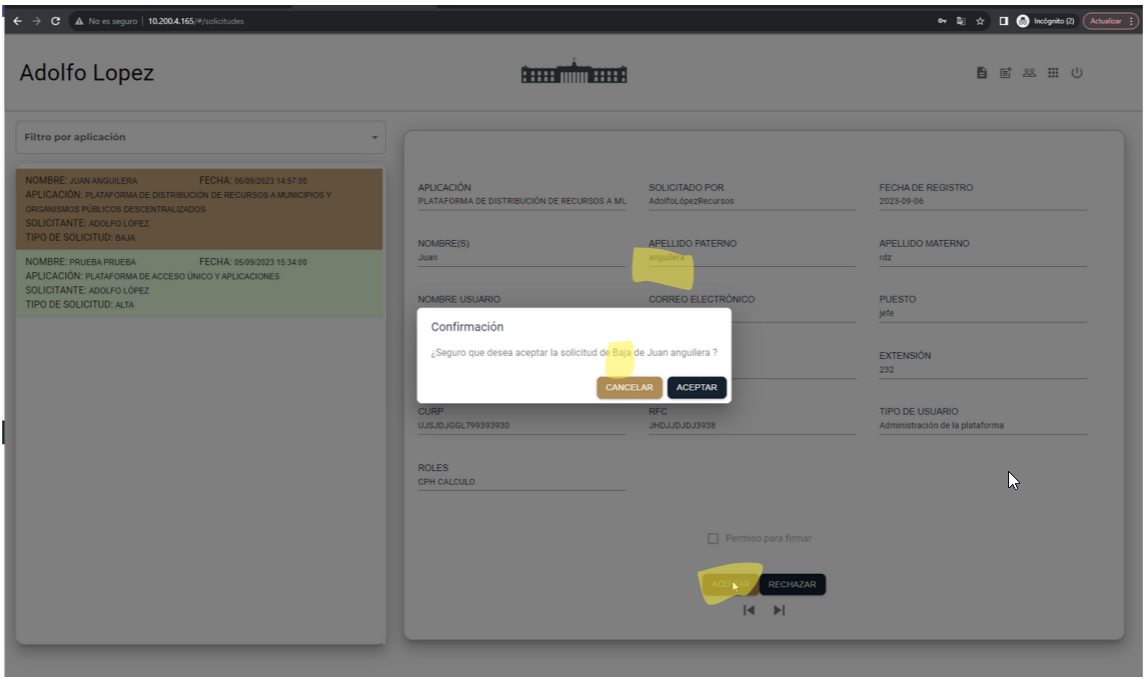 No es seguro | 10.200.4.165/#/solicitudes
Incógnito (2)
Actualizar
Adolfo Lopez
Filtro por aplicación
NOMBRE: JUAN ANGUILERA FECHA: 06/09/2023 14:57:00
APLICACIÓN: PLATAFORMA DE DISTRIBUCIÓN DE RECURSOS A MUNICIPIOS Y
ORGANISMOS PÚBLICOS DESCENTRALIZADOS
SOLICITANTE: ADOLFO LÓPEZ
TIPO DE SOLICITUD: BAJA
NOMBRE: PRUEBA PRUEBA FECHA: 05/09/2023 15:34:00
APLICACIÓN: PLATAFORMA DE ACCESO ÚNICO Y APLICACIONES
SOLICITANTE: ADOLFO LÓPEZ
TIPO DE SOLICITUD: ALTA
APLICACIÓN SOLICITADO POR FECHA DE REGISTRO
PLATAFORMA DE DISTRIBUCIÓN DE RECURSOS A MU AdolfoLópezRecursos 2023-09-06
NOMBRE(S) APELLIDO PATERNO APELLIDO MATERNO
Juan anguilera rdz
NOMBRE USUARIO CORREO ELECTRÓNICO PUESTO
jefe
Confirmación
¿Seguro que desea aceptar la solicitud de Baja de Juan anguilera ?
CANCELAR ACEPTAR
EXTENSIÓN
232
CURP RFC TIPO DE USUARIO
UJSJDJGGL799393930 JHDJJDJDJ3938 Administración de la plataforma
ROLES
CPH CALCULO
Permiso para firmar
ACEPTAR RECHAZAR